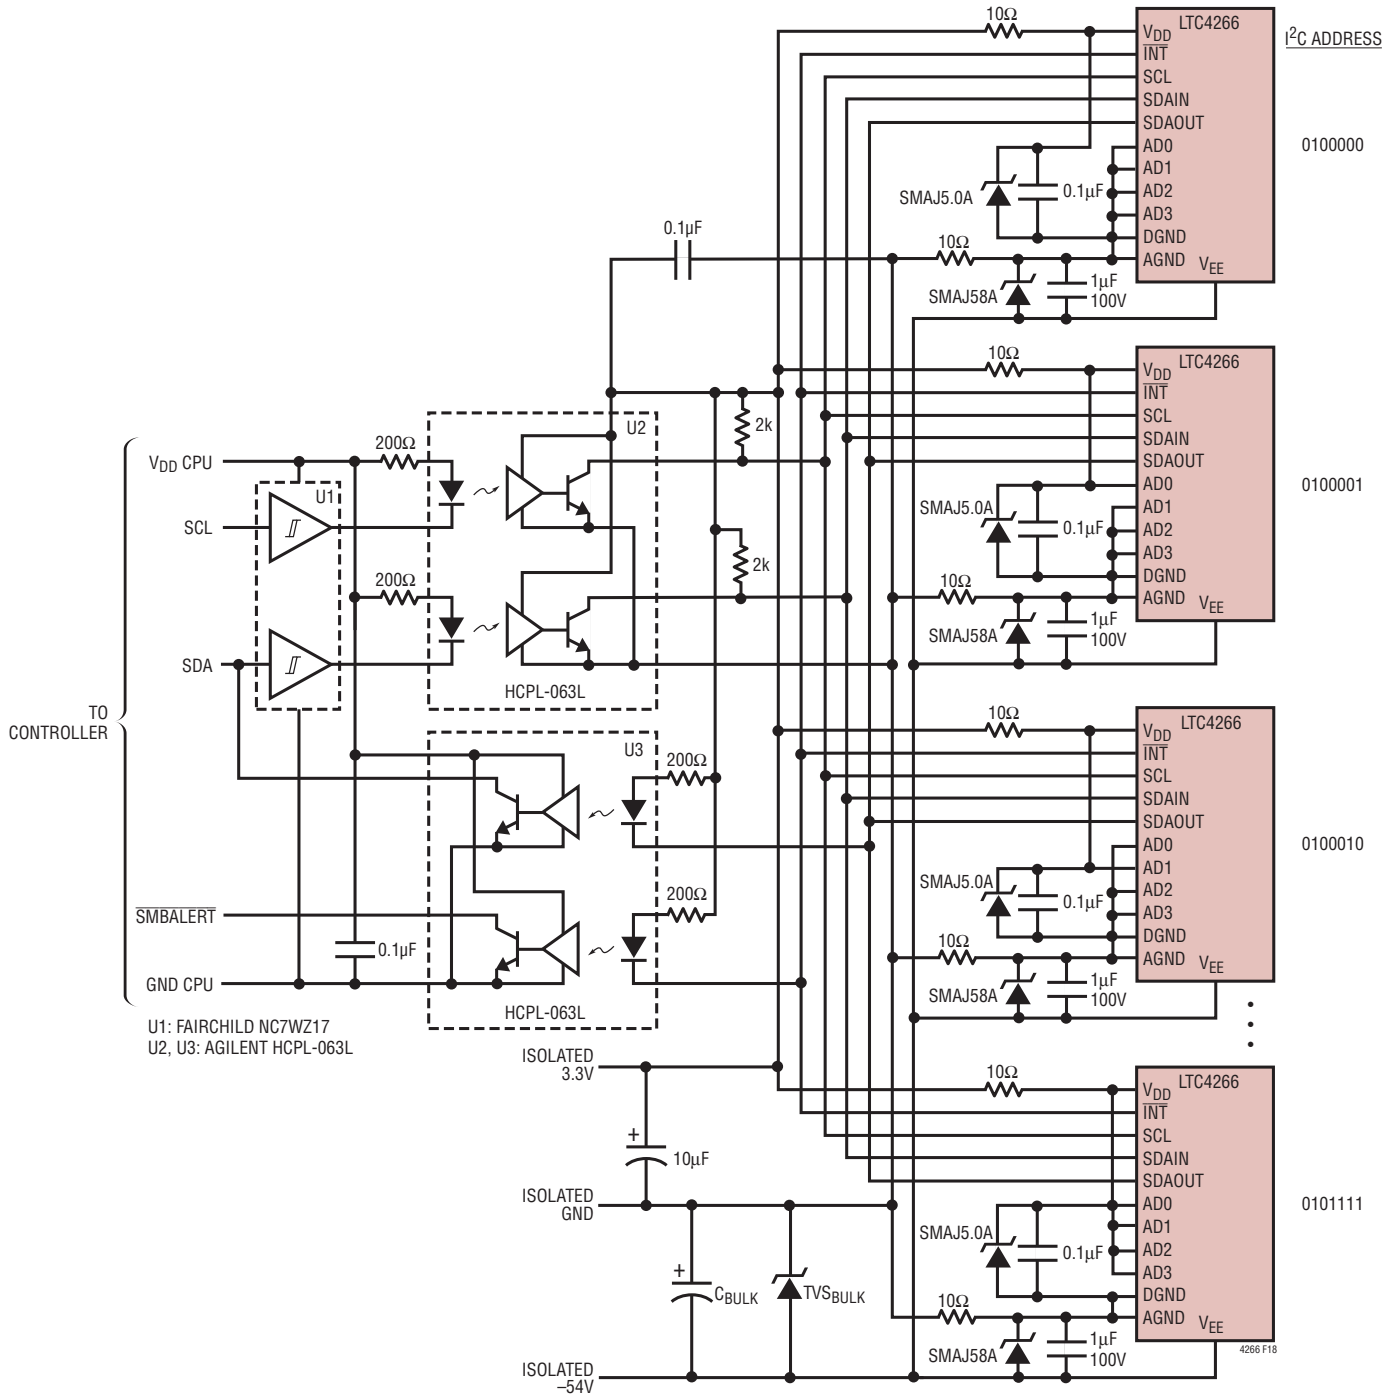 10Ω
LTC4266
I²C ADDRESS
VDD
INT
SCL
SDAIN
SDAOUT
AD0
0100000
AD1
SMAJ5.0A
0.1µF
AD2
AD3
DGND
10Ω
AGND
VEE
SMAJ58A
1µF
100V
0.1µF
10Ω
LTC4266
VDD
INT
SCL
SDAIN
SDAOUT
AD0
0100001
AD1
SMAJ5.0A
0.1µF
AD2
AD3
DGND
10Ω
AGND
VEE
SMAJ58A
1µF
100V
U2
2k
200Ω
VDD CPU
U1
SCL
2k
200Ω
SDA
HCPL-063L
TO
CONTROLLER
U3
200Ω
200Ω
SMBALERT
0.1µF
GND CPU
HCPL-063L
U1: FAIRCHILD NC7WZ17
U2, U3: AGILENT HCPL-063L
10Ω
LTC4266
VDD
INT
SCL
SDAIN
SDAOUT
AD0
0100010
AD1
SMAJ5.0A
0.1µF
AD2
AD3
DGND
10Ω
AGND
VEE
SMAJ58A
1µF
100V
ISOLATED
3.3V
+
10µF
ISOLATED
GND
+
CBULK
TVSBULK
ISOLATED
–54V
10Ω
LTC4266
VDD
INT
SCL
SDAIN
SDAOUT
AD0
0101111
AD1
SMAJ5.0A
0.1µF
AD2
AD3
DGND
10Ω
AGND
VEE
SMAJ58A
1µF
100V
4266 F18